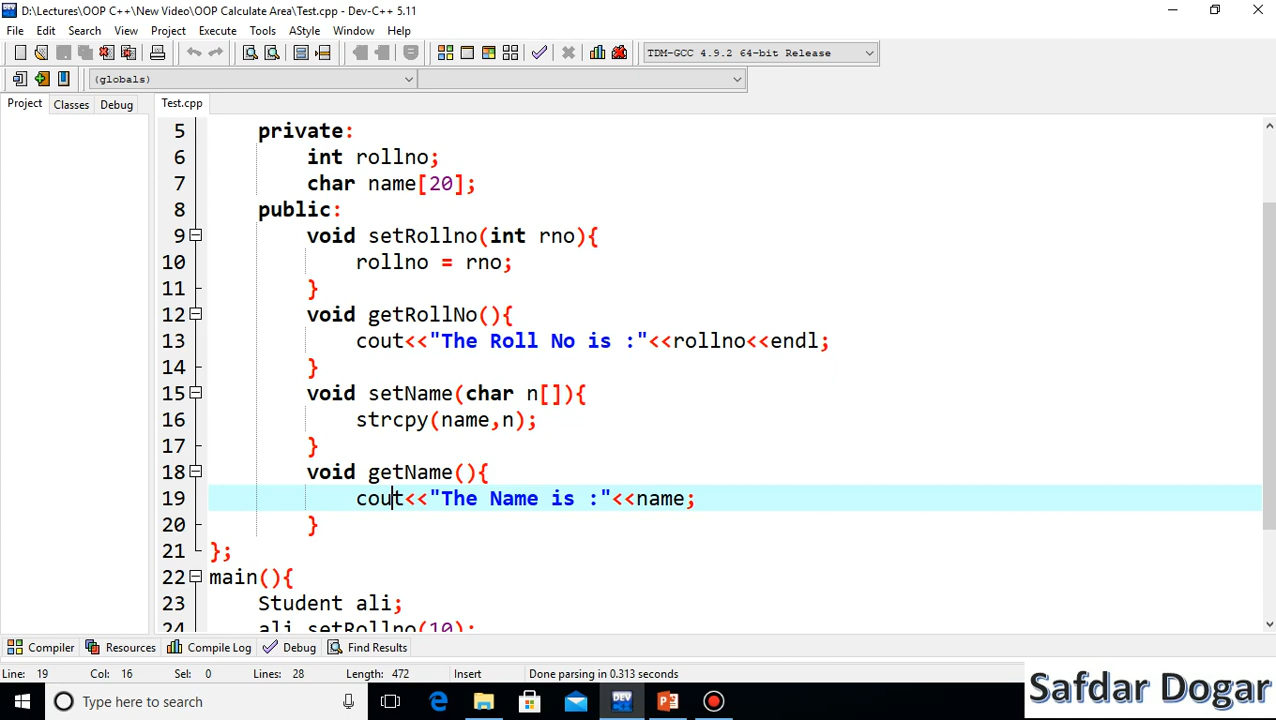 D:\Lectures\OOP C++\New Video\OOP Calculate Area\Test.cpp - Dev-C++ 5.11
File Edit Search View Project Execute Tools AStyle Window Help
TDM-GCC 4.9.2 64-bit Release
(globals)
Project Classes Debug Test.cpp
5 private:
6 int rollno;
7 char name[20];
8 public:
9 void setRollno(int rno){
10 rollno = rno;
11 }
12 void getRollNo(){
13 cout<<"The Roll No is :"<<rollno<<endl;
14 }
15 void setName(char n[]){
16 strcpy(name,n);
17 }
18 void getName(){
19 cout<<"The Name is :"<<name;
20 }
21 };
22 main(){
23 Student ali;
24 ali.setRollno(10);
Compiler Resources Compile Log Debug Find Results
Line: 19 Col: 16 Sel: 0 Lines: 28 Length: 472 Insert Done parsing in 0.313 seconds
Type here to search
DEV
Safdar Dogar